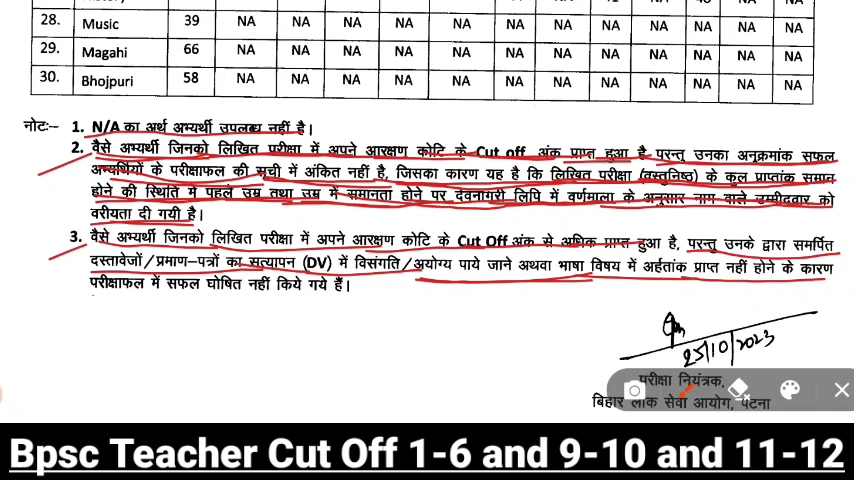 28. Music 39 NA NA NA NA NA NA NA NA NA NA NA
29. Magahi 66 NA NA NA NA NA NA NA NA NA NA NA
30. Bhojpuri 58 NA NA NA NA NA NA NA NA NA NA NA
नोटः- 1. N/A का अर्थ अभ्यर्थी उपलब्ध नहीं है।
2. वैसे अभ्यर्थी जिनको लिखित परीक्षा में अपने आरक्षण कोटि के Cut off अंक प्राप्त हुआ है परन्तु उनका अनुक्रमांक सफल
अभ्यर्थियों के परीक्षाफल की सूची में अंकित नहीं है, जिसका कारण यह है कि लिखित परीक्षा (वस्तुनिष्ठ) के कुल प्राप्तांक समान
होने की स्थिति में पहले उम्र तथा उम्र में समानता होने पर देवनागरी लिपि में वर्णमाला के अनुसार नाम वाले उम्मीदवार को
वरीयता दी गयी है।
3. वैसे अभ्यर्थी जिनको लिखित परीक्षा में अपने आरक्षण कोटि के Cut Off अंक से अधिक प्राप्त हुआ है, परन्तु उनके द्वारा समर्पित
दस्तावेजों/प्रमाण-पत्रों का सत्यापन (DV) में विसंगति/अयोग्य पाये जाने अथवा भाषा विषय में अर्हतांक प्राप्त नहीं होने के कारण
परीक्षाफल में सफल घोषित नहीं किये गये हैं।
25/10/2023
परीक्षा नियंत्रक,
बिहार लोक सेवा आयोग, पटना
Bpsc Teacher Cut Off 1-6 and 9-10 and 11-12